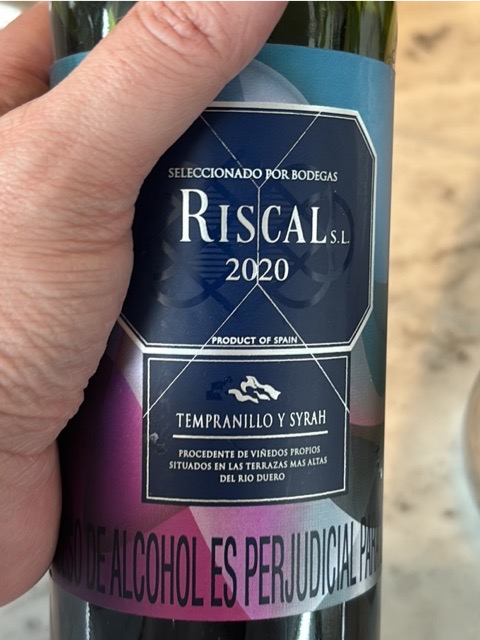 SELECCIONADO POR BODEGAS
RISCAL S.L.
2020
PRODUCT OF SPAIN
TEMPRANILLO Y SYRAH
PROCEDENTE DE VIÑEDOS PROPIOS
SITUADOS EN LAS TERRAZAS MAS ALTAS
DEL RIO DUERO
DE ALCOHOL ES PERJUDICIAL